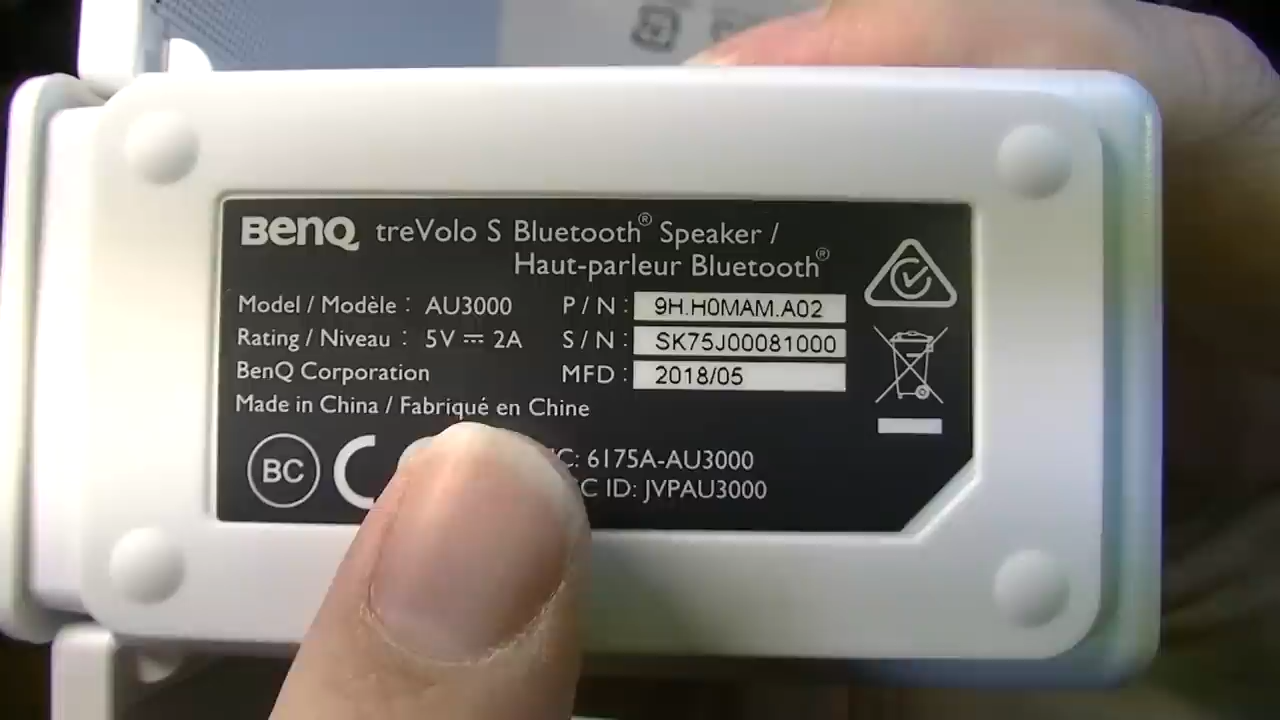 BenQ treVolo S Bluetooth® Speaker /
Haut-parleur Bluetooth®
Model / Modèle : AU3000
P / N : 9H.H0MAM.A02
Rating / Niveau : 5V ⎓ 2A
S / N : SK75J00081000
BenQ Corporation
MFD : 2018/05
Made in China / Fabriqué en Chine
BC
C: 6175A-AU3000
C ID: JVPAU3000